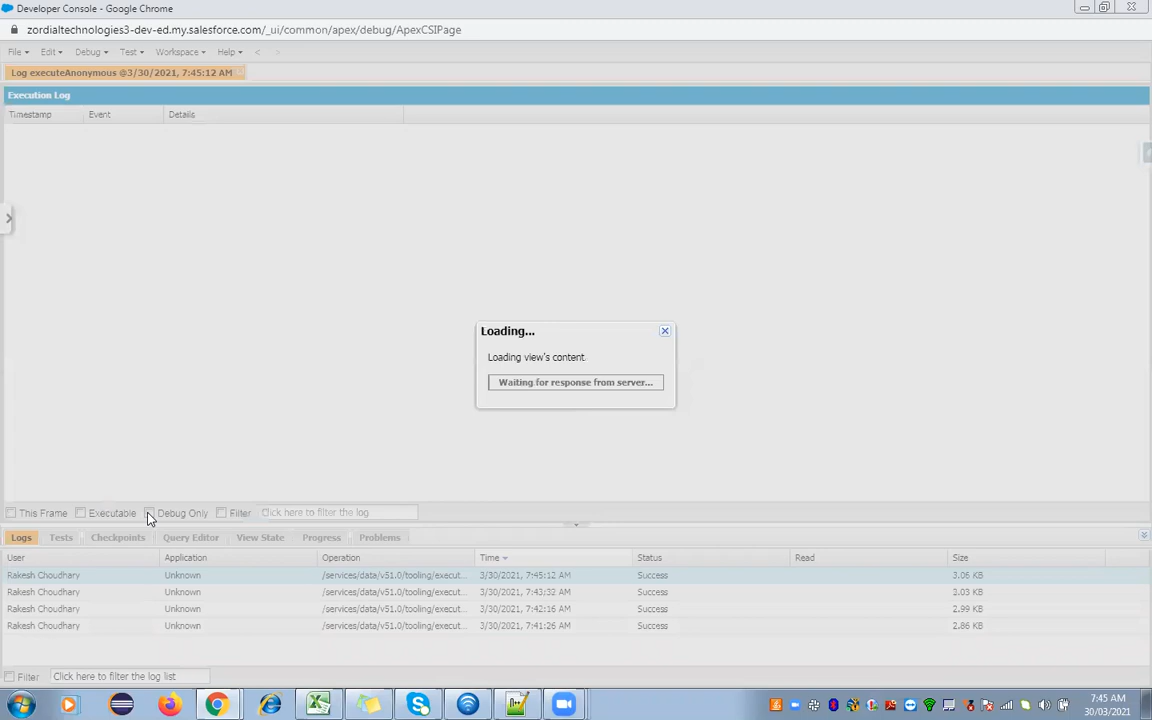 Developer Console - Google Chrome
zordialtechnologies3-dev-ed.my.salesforce.com/_ui/common/apex/debug/ApexCSIPage
File Edit Debug Test Workspace Help < >
Log executeAnonymous @3/30/2021, 7:45:12 AM
Execution Log
Timestamp Event Details
Loading...
Loading view's content.
Waiting for response from server...
This Frame Executable Debug Only Filter Click here to filter the log
Logs Tests Checkpoints Query Editor View State Progress Problems
User Application Operation Time Status Read Size
Rakesh Choudhary Unknown /services/data/v51.0/tooling/execut... 3/30/2021, 7:45:12 AM Success 3.06 KB
Rakesh Choudhary Unknown /services/data/v51.0/tooling/execut... 3/30/2021, 7:43:32 AM Success 3.03 KB
Rakesh Choudhary Unknown /services/data/v51.0/tooling/execut... 3/30/2021, 7:42:16 AM Success 2.99 KB
Rakesh Choudhary Unknown /services/data/v51.0/tooling/execut... 3/30/2021, 7:41:26 AM Success 2.86 KB
Filter Click here to filter the log list
7:45 AM
30/03/2021